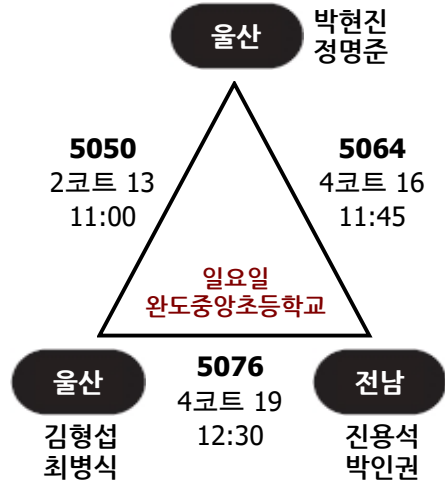 울산
박현진
정명준
5050
2코트 13
11:00
5064
4코트 16
11:45
일요일
완도중앙초등학교
울산
김형섭
최병식
5076
4코트 19
12:30
전남
진용석
박인권